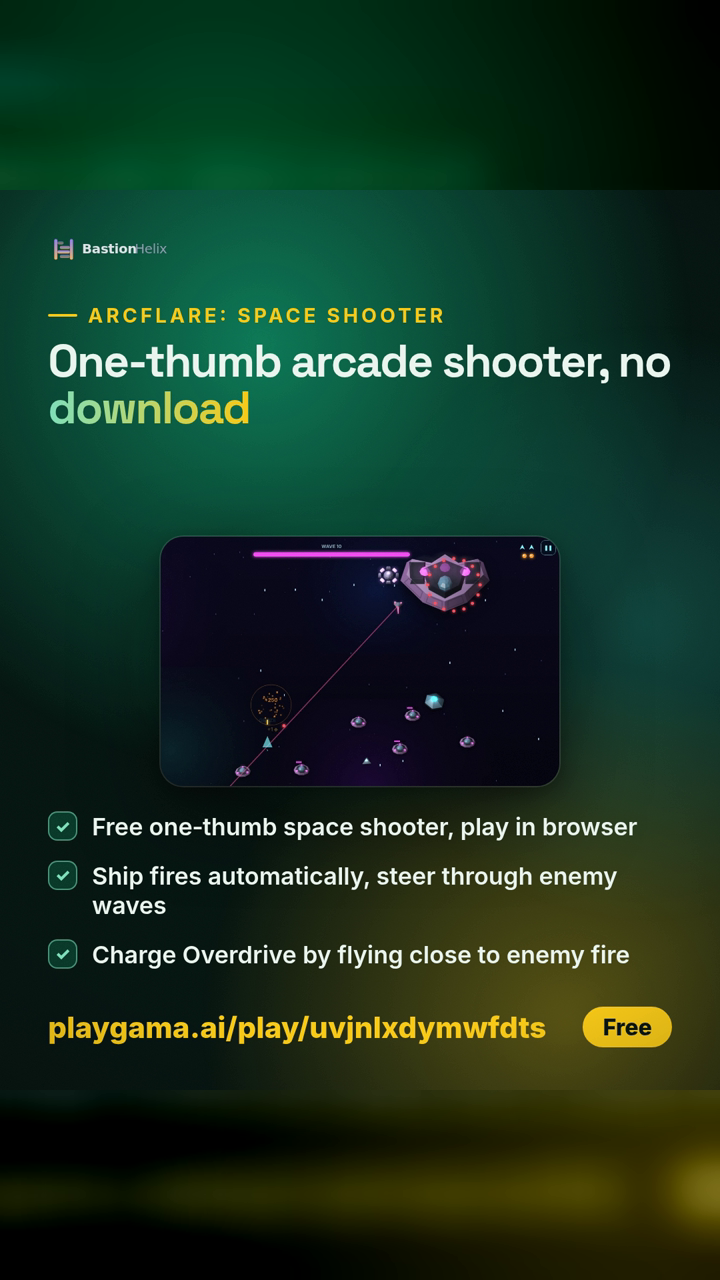 BastionHelix
ARCFLARE: SPACE SHOOTER
One-thumb arcade shooter, no
download
WAVE 10
+250
Free one-thumb space shooter, play in browser
Ship fires automatically, steer through enemy
waves
Charge Overdrive by flying close to enemy fire
playgama.ai/play/uvjnlxdymwfdts
Free